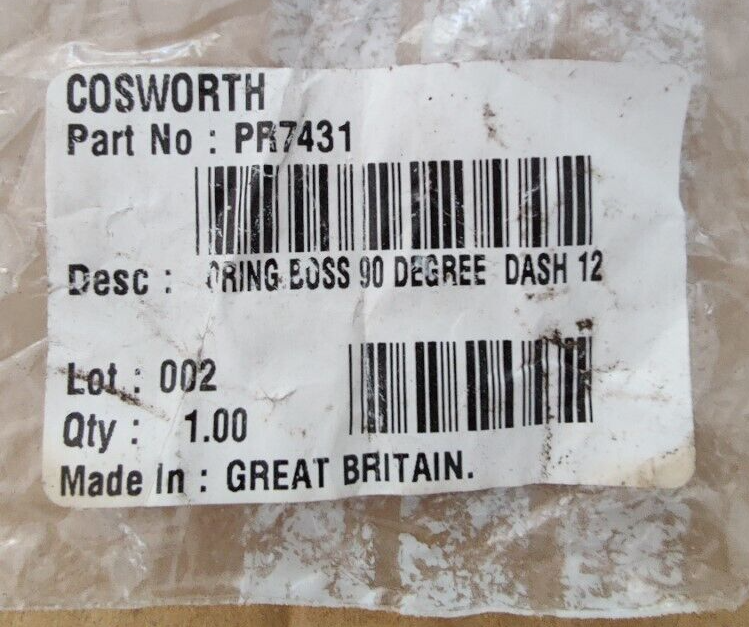 COSWORTH
Part No : PR7431
Desc : ORING BOSS 90 DEGREE DASH 12
Lot : 002
Qty : 1.00
Made In : GREAT BRITAIN.